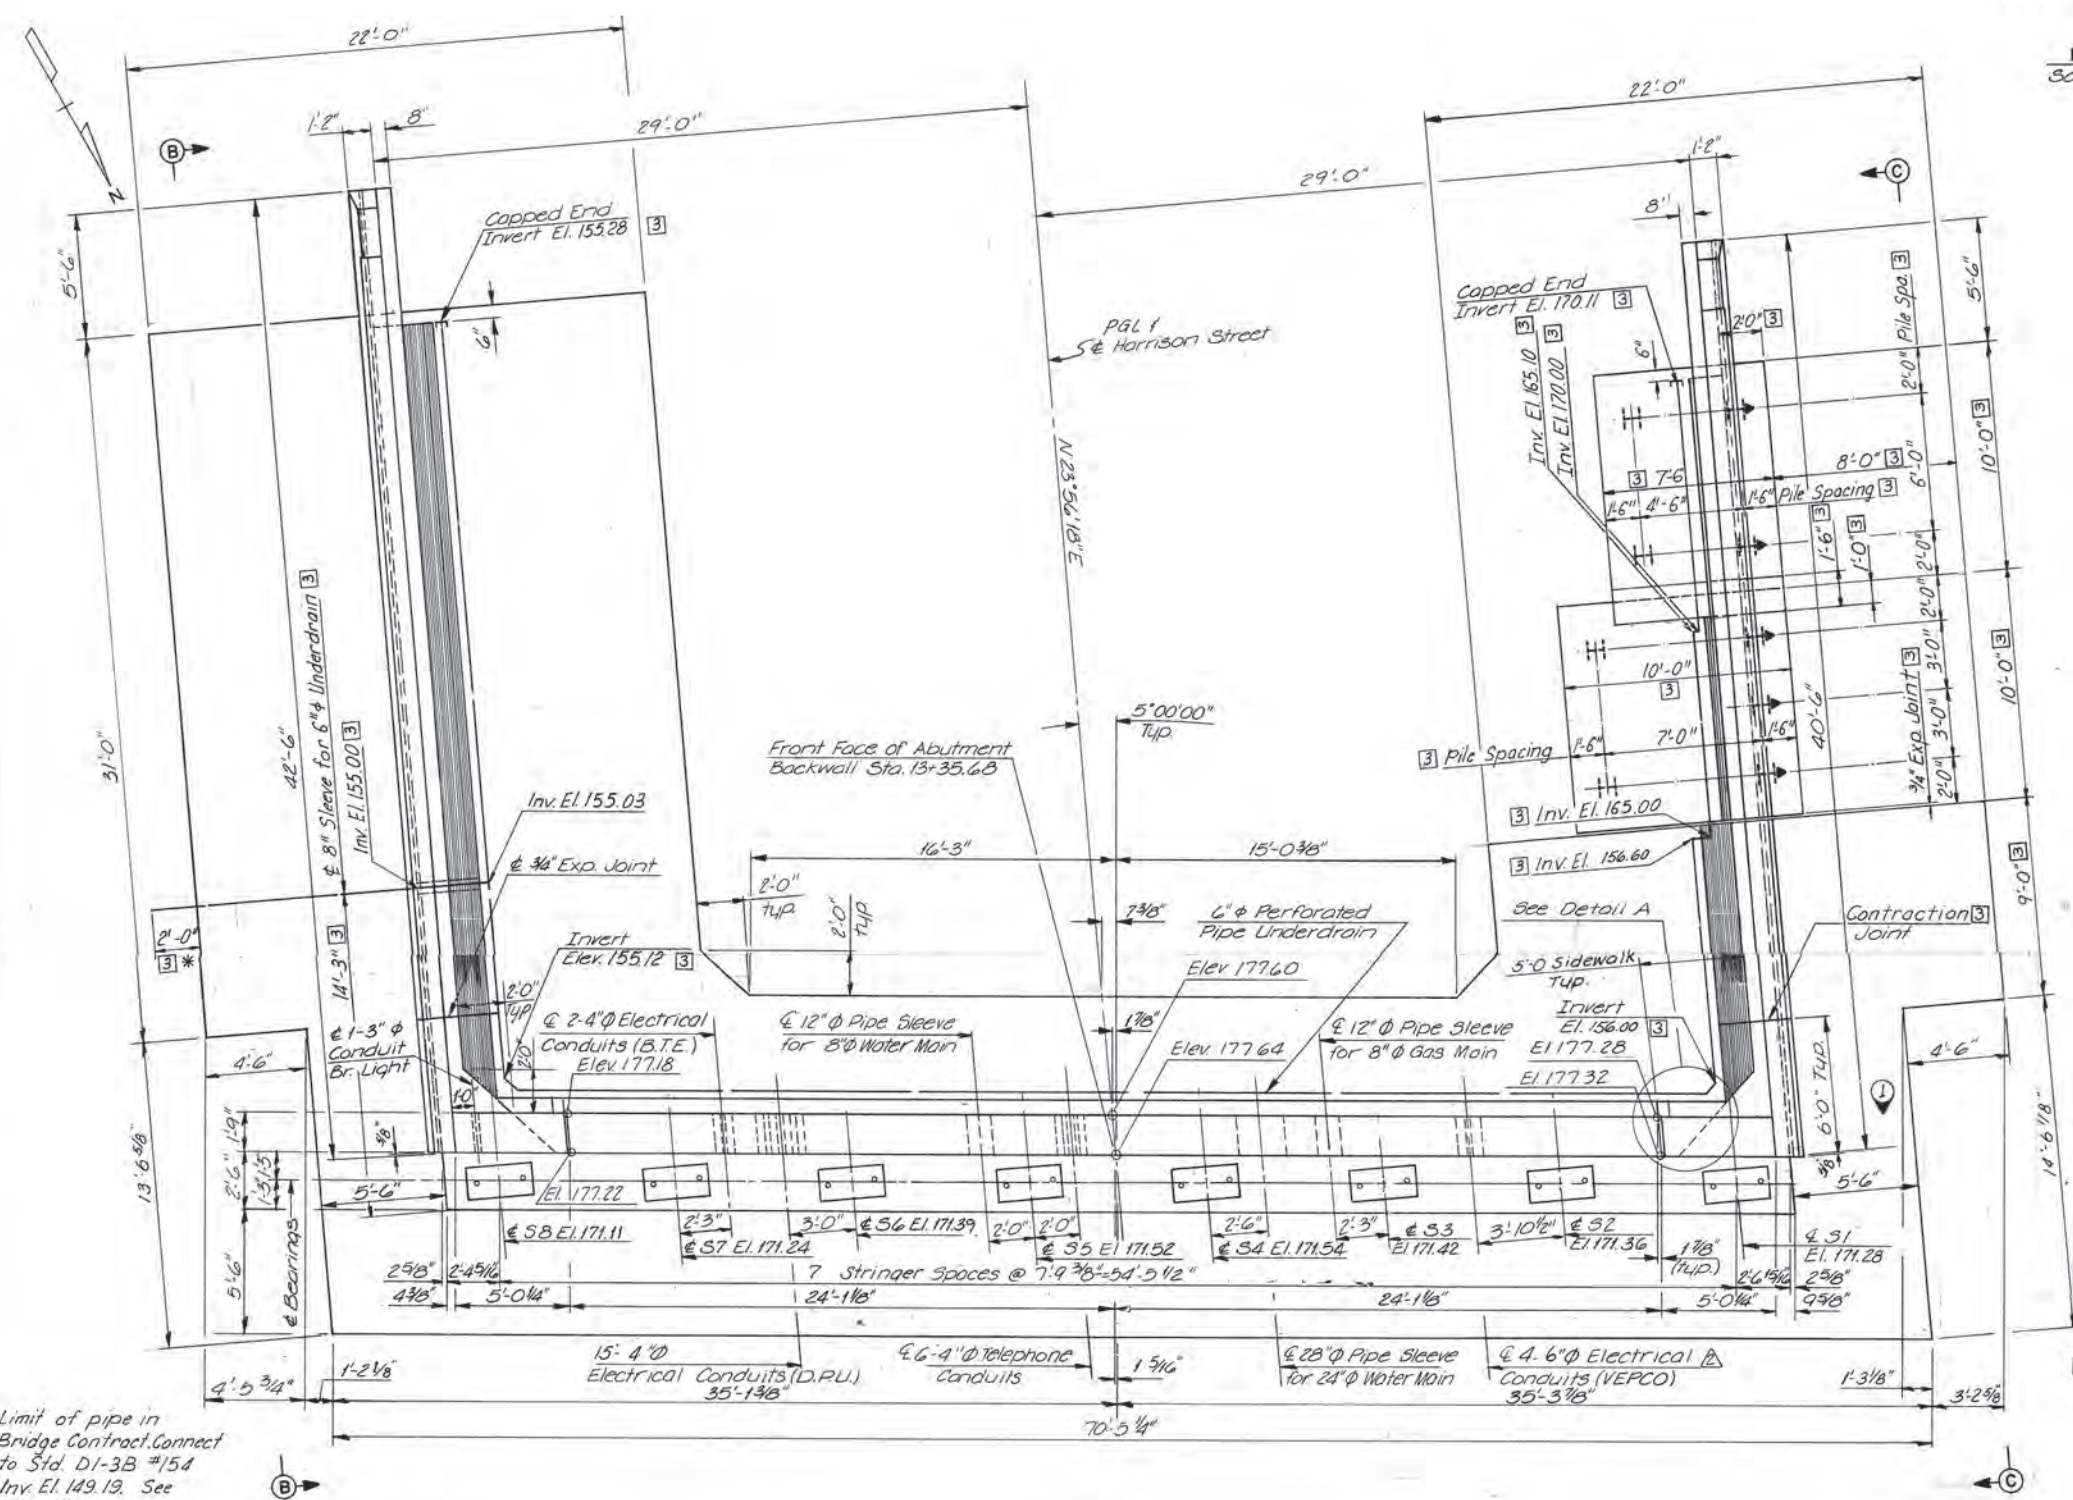 22'-0"
1'-2"
8"
29'-0"
B
N
5'-6"
Capped End
Invert El. 155.28 3
6"
31'-0"
42'-6"
℄ 8" Sleeve for 6"ϕ Underdrain 3
Inv. El. 155.00 3
Inv. El. 155.03
℄ 3/4" Exp. Joint
PGL &
S℄ Harrison Street
N 23°56'18"E
5°00'00"
Typ.
Front Face of Abutment
Backwall Sta. 13+35.68
22'-0"
1'-2"
29'-0"
8"
C
Capped End
Invert El. 170.11 3
Inv. El. 165.10 3
Inv. El. 170.00 3
6"
2'-0" 3
2'-0" Pile Spa. 3
5'-6"
10'-0" 3
8'-0" 3
6'-0"
3 7'-6
1'-6" 4'-6"
1'-6" Pile Spacing 3
1'-6" 3
1'-0" 3
2'-0"
2'-0"
10'-0"
3
3'-0"
3'-0"
2'-0"
10'-0" 3
3/4" Exp. Joint 3
40'-6"
3 Pile Spacing
1'-6"
7'-0"
1'-6"
3 Inv. El. 165.00
3 Inv. El. 156.60
9'-0" 3
16'-3"
15'-0 3/8"
2'-0"
typ.
2'-0"
typ.
7 3/8"
6"ϕ Perforated
Pipe Underdrain
See Detail A
Contraction 3
Joint
2'-0"
3 *
14'-3" 3
Invert
Elev. 155.12 3
2'-0"
Typ
2'-0"
Elev. 177.60
5'-0 Sidewalk
Typ.
Invert
El. 156.00 3
℄ 1-3"ϕ
Conduit
Br. Light
℄ 2-4"ϕ Electrical
Conduits (B.T.E.)
Elev. 177.18
℄ 12"ϕ Pipe Sleeve
for 8"ϕ Water Main
1 7/8"
Elev. 177.64
℄ 12"ϕ Pipe Sleeve
for 8"ϕ Gas Main
El. 177.28
El. 177.32
4'-6"
4'-6"
1'-0"
6'-0" Typ.
1
14'-6 1/8"
13'-6 5/8"
1'-9"
2'-6"
5'-6"
℄ Bearings
5'-6"
El. 177.22
5'-6"
℄ S8 El. 171.11
2'-3"
℄ S7 El. 171.24
3'-0"
℄ S6 El. 171.39
2'-0"
2'-0"
℄ S5 El 171.52
2'-6"
℄ S4 El. 171.54
2'-3"
℄ S3
El. 171.42
3'-10 1/2"
℄ S2
El. 171.36
1 7/8"
(typ.)
℄ S1
El. 171.28
2 5/8"
2'-4 5/16
7 Stringer Spaces @ 7'-9 3/8"=54'-5 1/2"
2'-6 15/16
2 5/8"
4 3/8"
5'-0 1/4"
24'-1 1/8"
24'-1 1/8"
5'-0 1/4"
9 5/8"
4'-5 3/4"
1'-2 1/8
15- 4"ϕ
Electrical Conduits (D.P.U.)
℄ 6-4"ϕ Telephone
Conduits
1 5/16"
℄ 28"ϕ Pipe Sleeve
for 24"ϕ Water Main
℄ 4-6"ϕ Electrical 2
Conduits (VEPCO)
1'-3 1/8"
3'-2 5/8
35'-1 3/8"
35'-3 7/8"
70'-5 1/4"
Limit of pipe in
Bridge Contract. Connect
to Std. DI-3B #154
Inv. El. 149.19. See
B
C